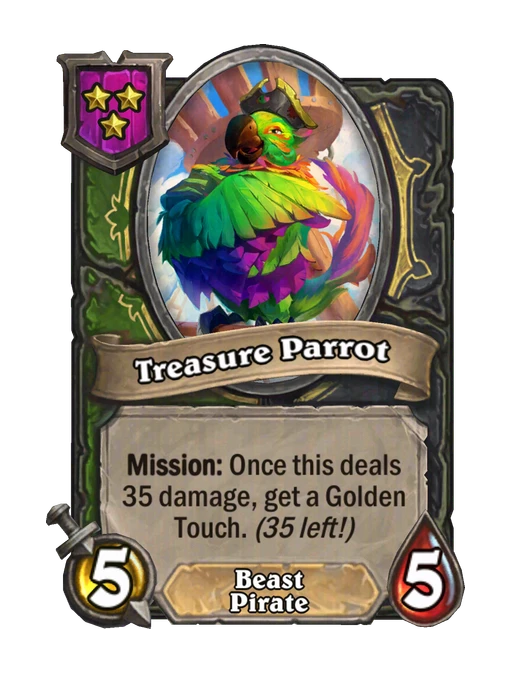 Treasure Parrot
Mission: Once this deals
35 damage, get a Golden
Touch. (35 left!)
5
Beast
Pirate
5